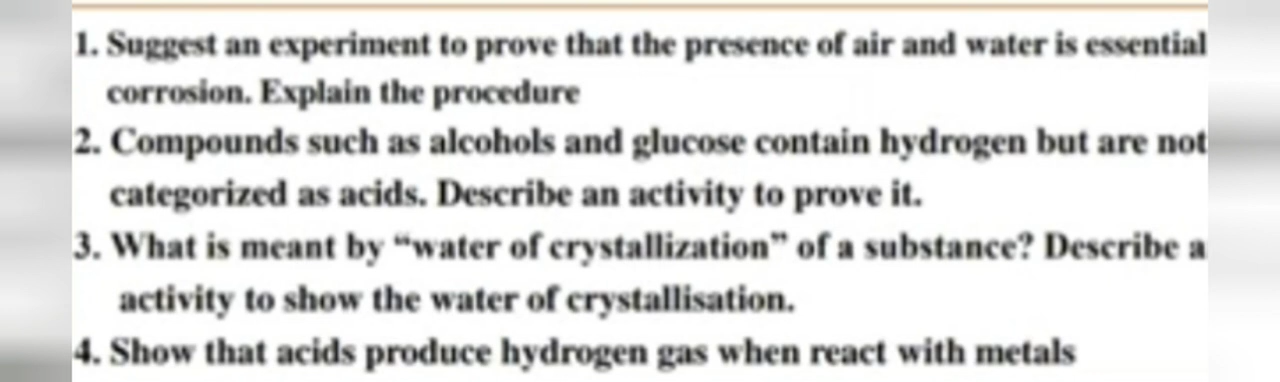 1. Suggest an experiment to prove that the presence of air and water is essential
corrosion. Explain the procedure
2. Compounds such as alcohols and glucose contain hydrogen but are not
categorized as acids. Describe an activity to prove it.
3. What is meant by “water of crystallization” of a substance? Describe a
activity to show the water of crystallisation.
4. Show that acids produce hydrogen gas when react with metals